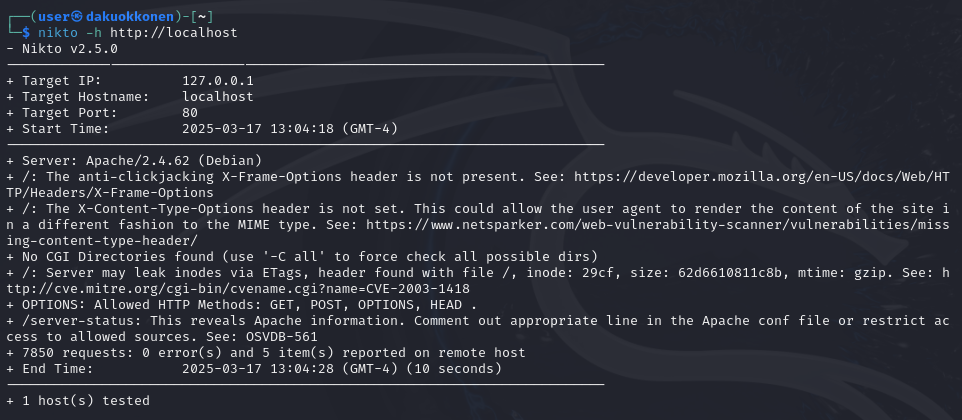 ┌──(user㉿dakuokkonen)-[~]
└─$ nikto -h http://localhost
- Nikto v2.5.0
---------------------------------------------------------------------------
+ Target IP:          127.0.0.1
+ Target Hostname:    localhost
+ Target Port:        80
+ Start Time:         2025-03-17 13:04:18 (GMT-4)
---------------------------------------------------------------------------
+ Server: Apache/2.4.62 (Debian)
+ /: The anti-clickjacking X-Frame-Options header is not present. See: https://developer.mozilla.org/en-US/docs/Web/HT
TP/Headers/X-Frame-Options
+ /: The X-Content-Type-Options header is not set. This could allow the user agent to render the content of the site i
n a different fashion to the MIME type. See: https://www.netsparker.com/web-vulnerability-scanner/vulnerabilities/miss
ing-content-type-header/
+ No CGI Directories found (use '-C all' to force check all possible dirs)
+ /: Server may leak inodes via ETags, header found with file /, inode: 29cf, size: 62d6610811c8b, mtime: gzip. See: h
ttp://cve.mitre.org/cgi-bin/cvename.cgi?name=CVE-2003-1418
+ OPTIONS: Allowed HTTP Methods: GET, POST, OPTIONS, HEAD .
+ /server-status: This reveals Apache information. Comment out appropriate line in the Apache conf file or restrict ac
cess to allowed sources. See: OSVDB-561
+ 7850 requests: 0 error(s) and 5 item(s) reported on remote host
+ End Time:           2025-03-17 13:04:28 (GMT-4) (10 seconds)
---------------------------------------------------------------------------
+ 1 host(s) tested